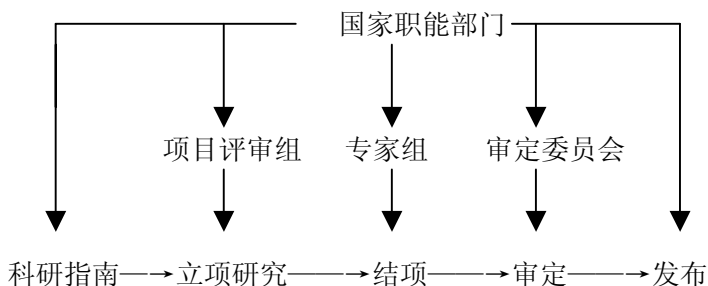 国家职能部门
项目评审组 专家组 审定委员会
科研指南—→立项研究——→结项——→审定——→发布